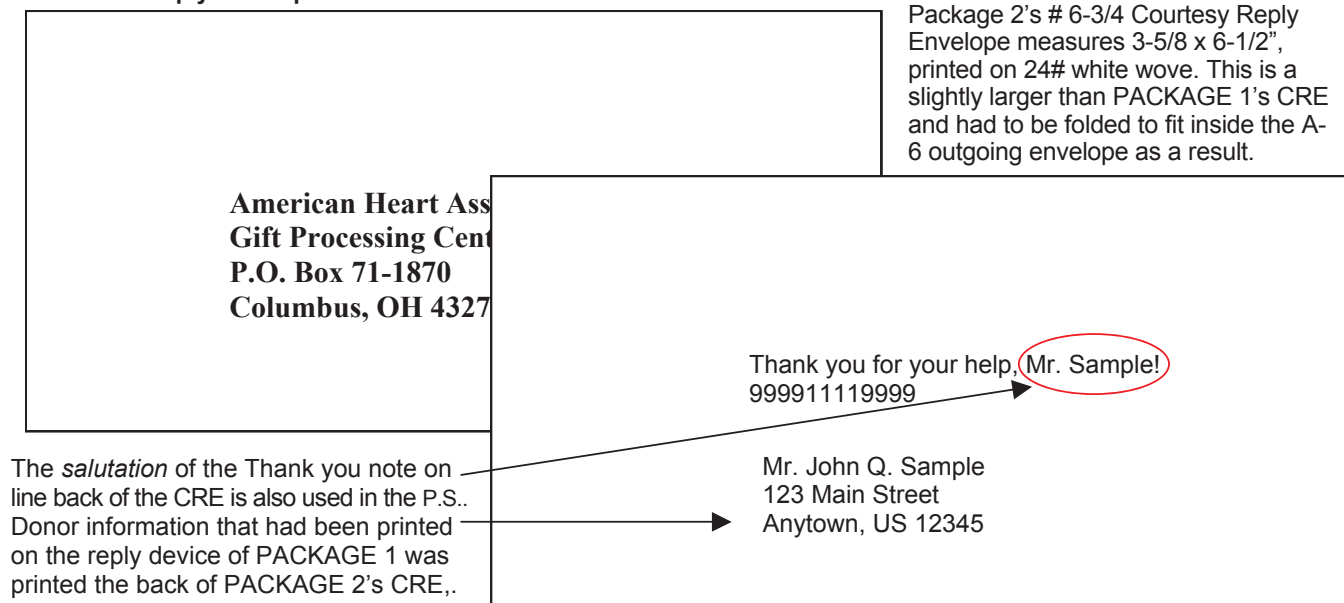 Package 2’s # 6-3/4 Courtesy Reply
Envelope measures 3-5/8 x 6-1/2”,
printed on 24# white wove. This is a
slightly larger than PACKAGE 1’s CRE
and had to be folded to fit inside the A-
6 outgoing envelope as a result.
American Heart Ass
Gift Processing Cent
P.O. Box 71-1870
Columbus, OH 4327
Thank you for your help, Mr. Sample!
999911119999
Mr. John Q. Sample
123 Main Street
Anytown, US 12345
The salutation of the Thank you note on
line back of the CRE is also used in the P.S..
Donor information that had been printed
on the reply device of PACKAGE 1 was
printed the back of PACKAGE 2’s CRE,.